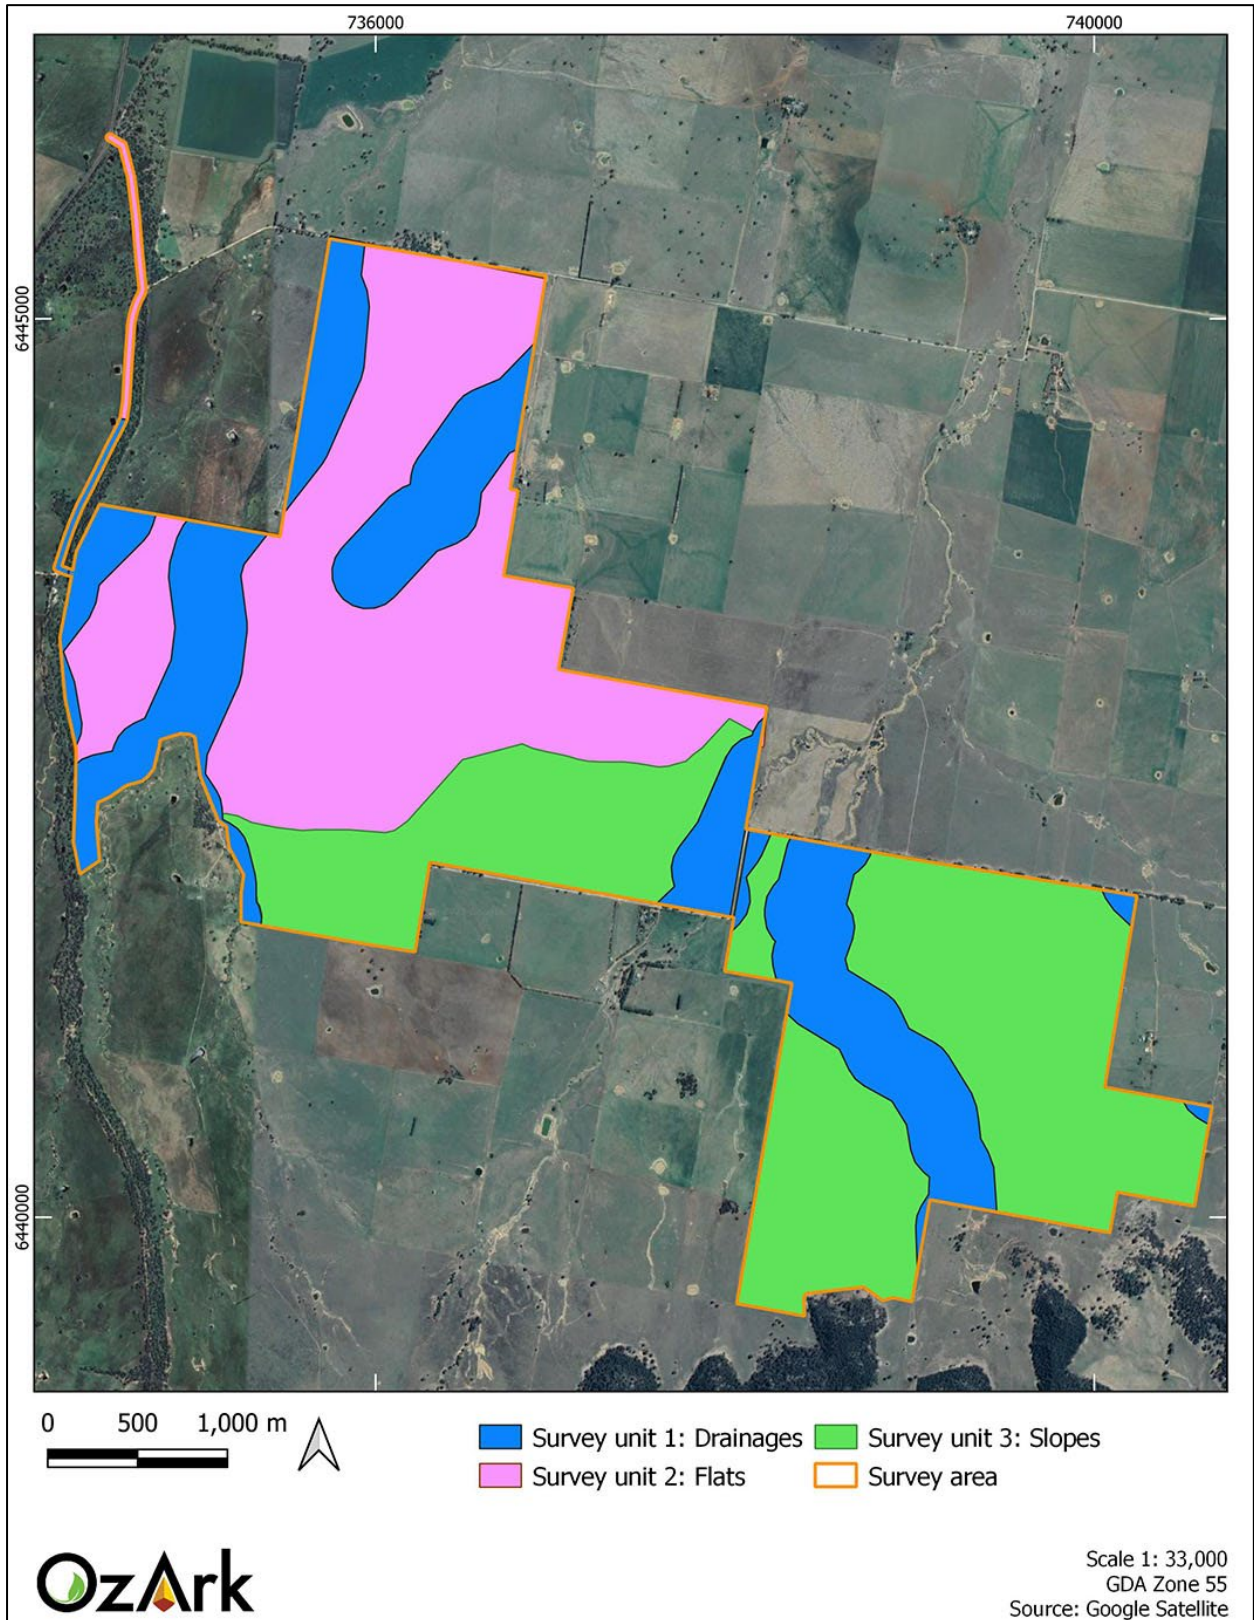 736000
740000
6445000
6440000
0 500 1,000 m
Survey unit 1: Drainages
Survey unit 2: Flats
Survey unit 3: Slopes
Survey area
OzArk
Scale 1: 33,000
GDA Zone 55
Source: Google Satellite